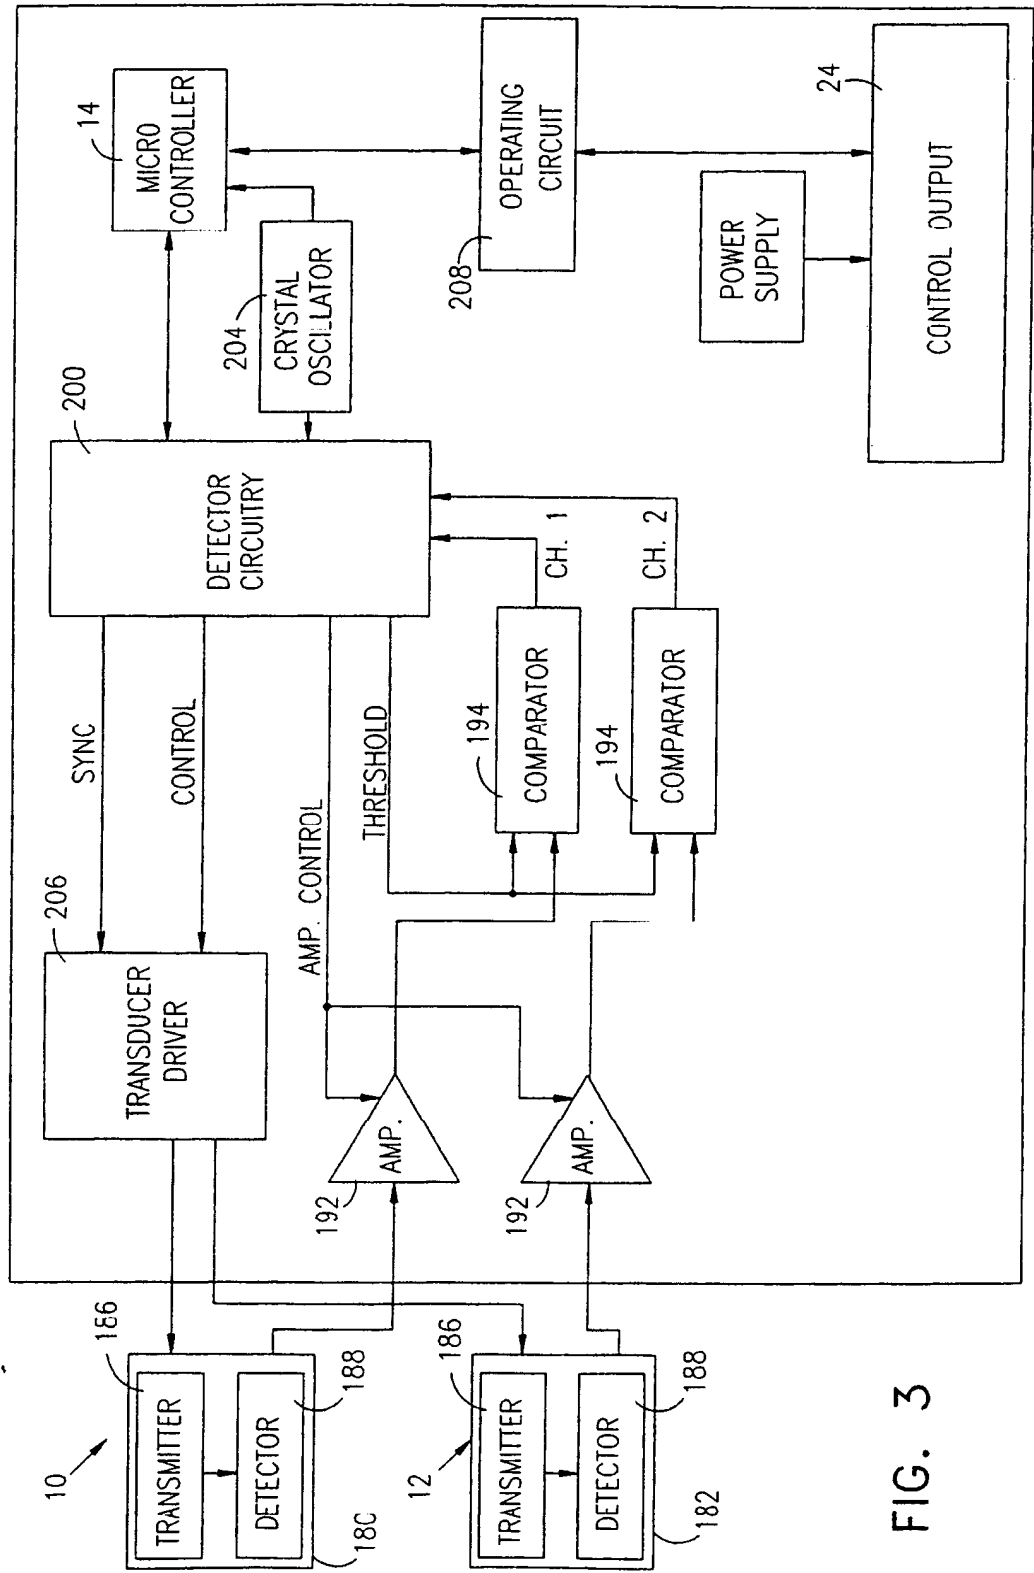 10
186
TRANSMITTER
DETECTOR
188
18C
12
186
TRANSMITTER
DETECTOR
188
182
206
TRANSDUCER
DRIVER
SYNC
CONTROL
AMP. CONTROL
THRESHOLD
AMP.
192
AMP.
192
200
DETECTOR
CIRCUITRY
194
COMPARATOR
CH. 1
194
COMPARATOR
CH. 2
14
MICRO
CONTROLLER
204
CRYSTAL
OSCILLATOR
208
OPERATING
CIRCUIT
POWER
SUPPLY
24
CONTROL OUTPUT
FIG. 3